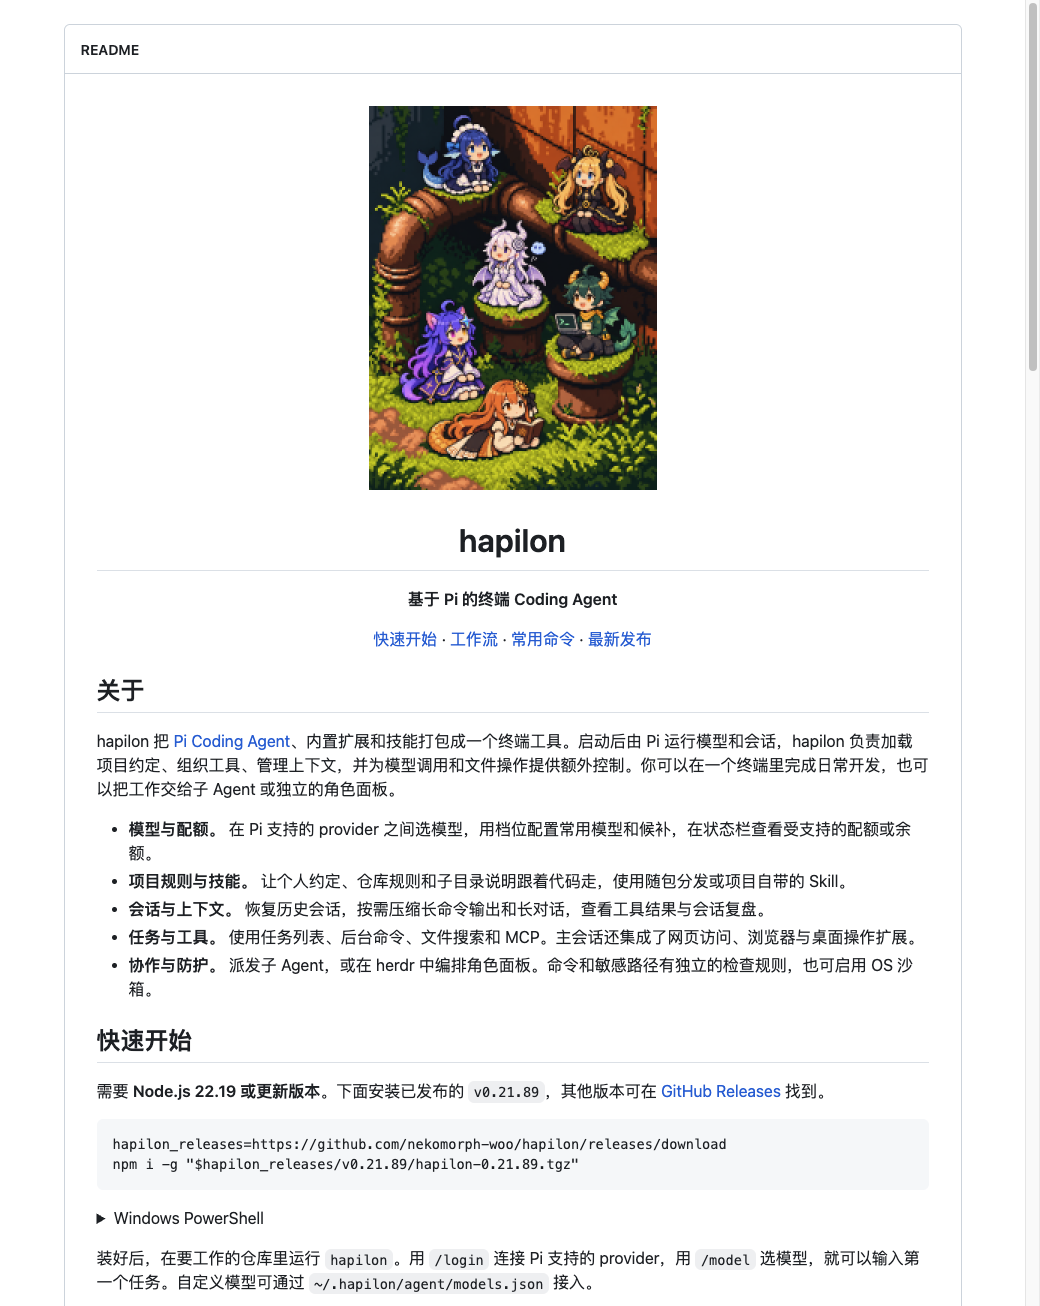 README
hapilon
基于 Pi 的终端 Coding Agent
快速开始 · 工作流 · 常用命令 · 最新发布
关于
hapilon 把 Pi Coding Agent、内置扩展和技能打包成一个终端工具。启动后由 Pi 运行模型和会话，hapilon 负责加载
项目约定、组织工具、管理上下文，并为模型调用和文件操作提供额外控制。你可以在一个终端里完成日常开发，也可
以把工作交给子 Agent 或独立的角色面板。
• 模型与配额。 在 Pi 支持的 provider 之间选模型，用档位配置常用模型和候补，在状态栏查看受支持的配额或余
额。
• 项目规则与技能。 让个人约定、仓库规则和子目录说明跟着代码走，使用随包分发或项目自带的 Skill。
• 会话与上下文。 恢复历史会话，按需压缩长命令输出和长对话，查看工具结果与会话复盘。
• 任务与工具。 使用任务列表、后台命令、文件搜索和 MCP。主会话还集成了网页访问、浏览器与桌面操作扩展。
• 协作与防护。 派发子 Agent，或在 herdr 中编排角色面板。命令和敏感路径有独立的检查规则，也可启用 OS 沙
箱。
快速开始
需要 Node.js 22.19 或更新版本。下面安装已发布的 v0.21.89，其他版本可在 GitHub Releases 找到。
hapilon_releases=https://github.com/nekomorph-woo/hapilon/releases/download
npm i -g "$hapilon_releases/v0.21.89/hapilon-0.21.89.tgz"
Windows PowerShell
装好后，在要工作的仓库里运行 hapilon。用 /login 连接 Pi 支持的 provider，用 /model 选模型，就可以输入第
一个任务。自定义模型可通过 ~/.hapilon/agent/models.json 接入。